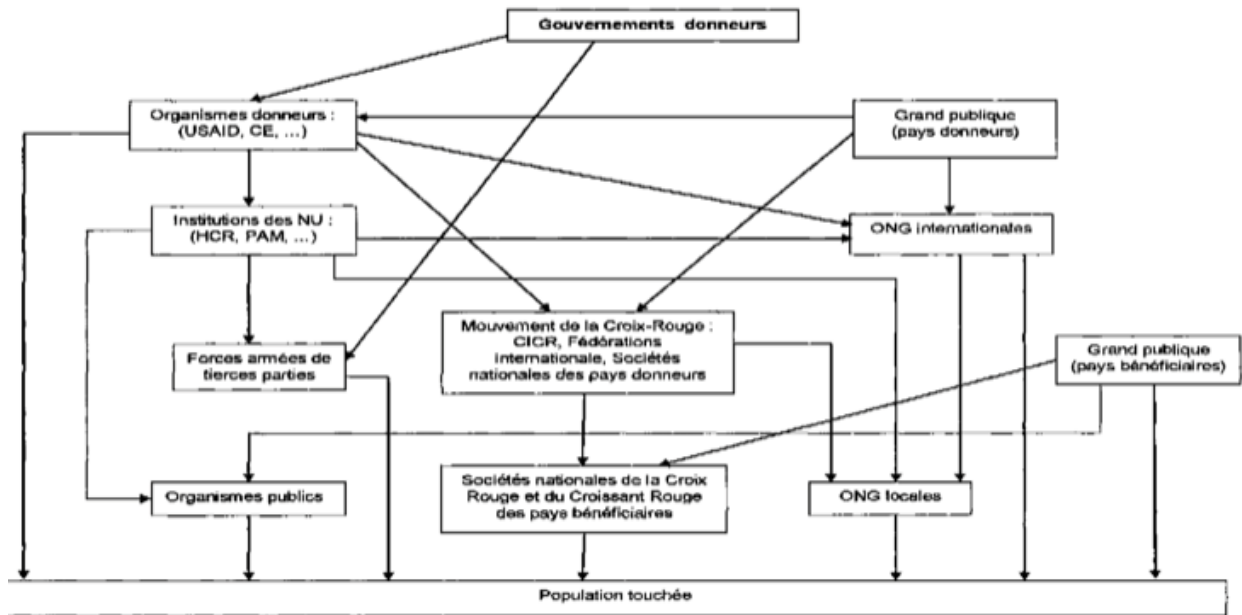 Gouvernements donneurs
Organismes donneurs :
(USAID, CE, ...)
Grand publique
(pays donneurs)
Institutions des NU :
(HCR, PAM, ...)
ONG internationales
Mouvement de la Croix-Rouge :
CICR, Fédérations
Internationale, Sociétés
nationales des pays donneurs
Forces armées de
tierces parties
Grand publique
(pays bénéficiaires)
Organismes publics
Sociétés nationales de la Croix
Rouge et du Croissant Rouge
des pays bénéficiaires
ONG locales
Population touchée